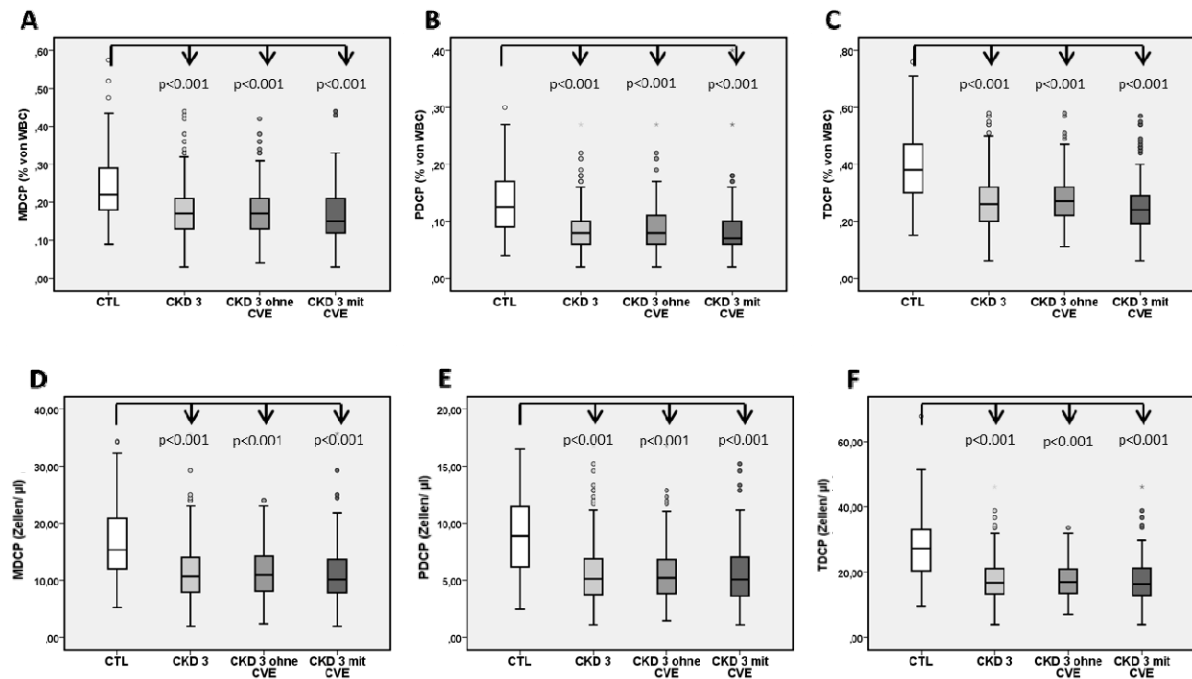 A
MDCP (% von WBC)
,60
,50
,40
,30
,20
,10
,00
p<0.001 p<0.001 p<0.001
CTL CKD 3 CKD 3 ohne CVE CKD 3 mit CVE
B
PDCP (% von WBC)
,40
,30
,20
,10
,00
p<0.001 p<0.001 p<0.001
CTL CKD 3 CKD 3 ohne CVE CKD 3 mit CVE
C
TDCP (% von WBC)
,80
,60
,40
,20
,00
p<0.001 p<0.001 p<0.001
CTL CKD 3 CKD 3 ohne CVE CKD 3 mit CVE
D
MDCP (Zellen/ µl)
40,00
30,00
20,00
10,00
,00
p<0.001 p<0.001 p<0.001
CTL CKD 3 CKD 3 ohne CVE CKD 3 mit CVE
E
PDCP (Zellen/ µl)
20,00
15,00
10,00
5,00
,00
p<0.001 p<0.001 p<0.001
CTL CKD 3 CKD 3 ohne CVE CKD 3 mit CVE
F
TDCP (Zellen/ µl)
60,00
40,00
20,00
,00
p<0.001 p<0.001 p<0.001
CTL CKD 3 CKD 3 ohne CVE CKD 3 mit CVE